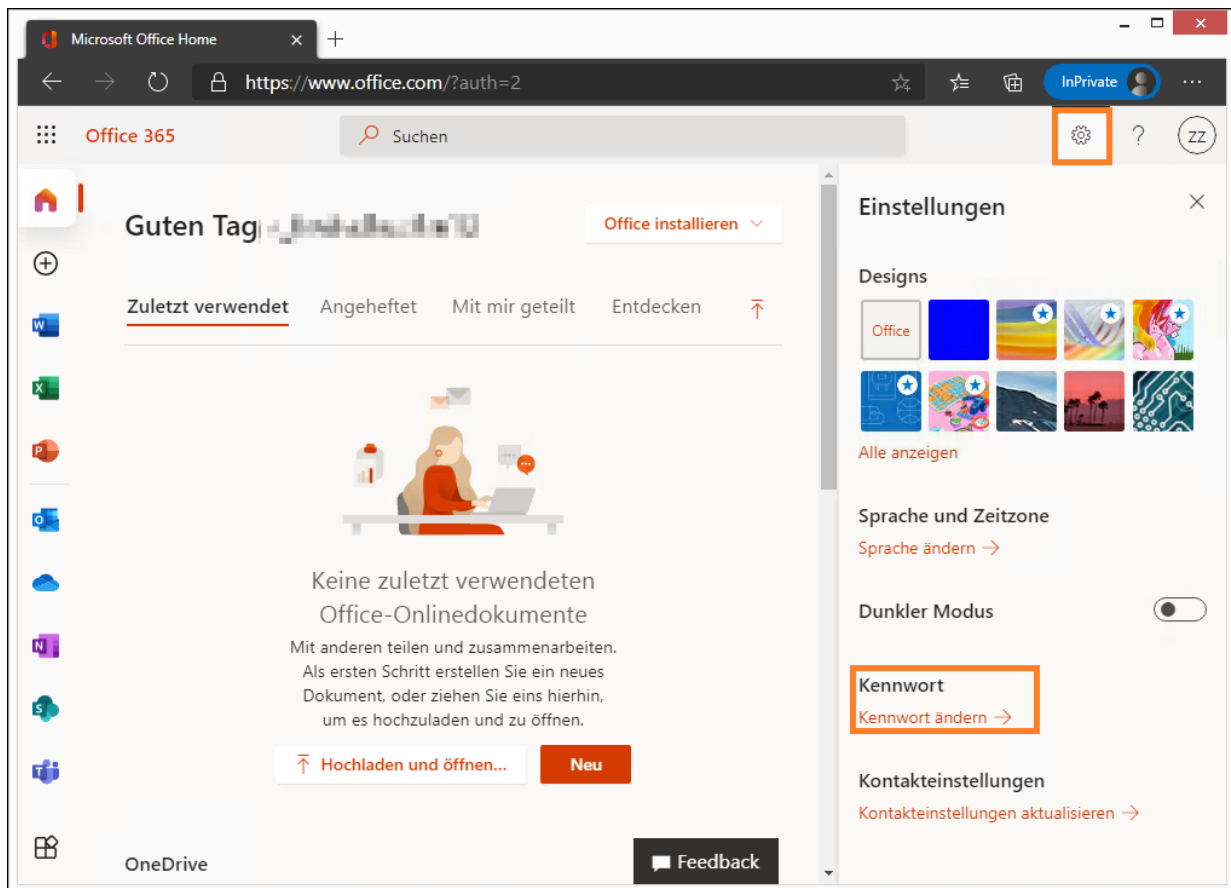 Microsoft Office Home
https://www.office.com/?auth=2
InPrivate
Office 365
Suchen
?
ZZ
Guten Tag
Office installieren
Zuletzt verwendet
Angeheftet
Mit mir geteilt
Entdecken
Keine zuletzt verwendeten
Office-Onlinedokumente
Mit anderen teilen und zusammenarbeiten.
Als ersten Schritt erstellen Sie ein neues
Dokument, oder ziehen Sie eins hierhin,
um es hochzuladen und zu öffnen.
Hochladen und öffnen...
Neu
OneDrive
Feedback
Einstellungen
Designs
Office
Alle anzeigen
Sprache und Zeitzone
Sprache ändern →
Dunkler Modus
Kennwort
Kennwort ändern →
Kontakteinstellungen
Kontakteinstellungen aktualisieren →